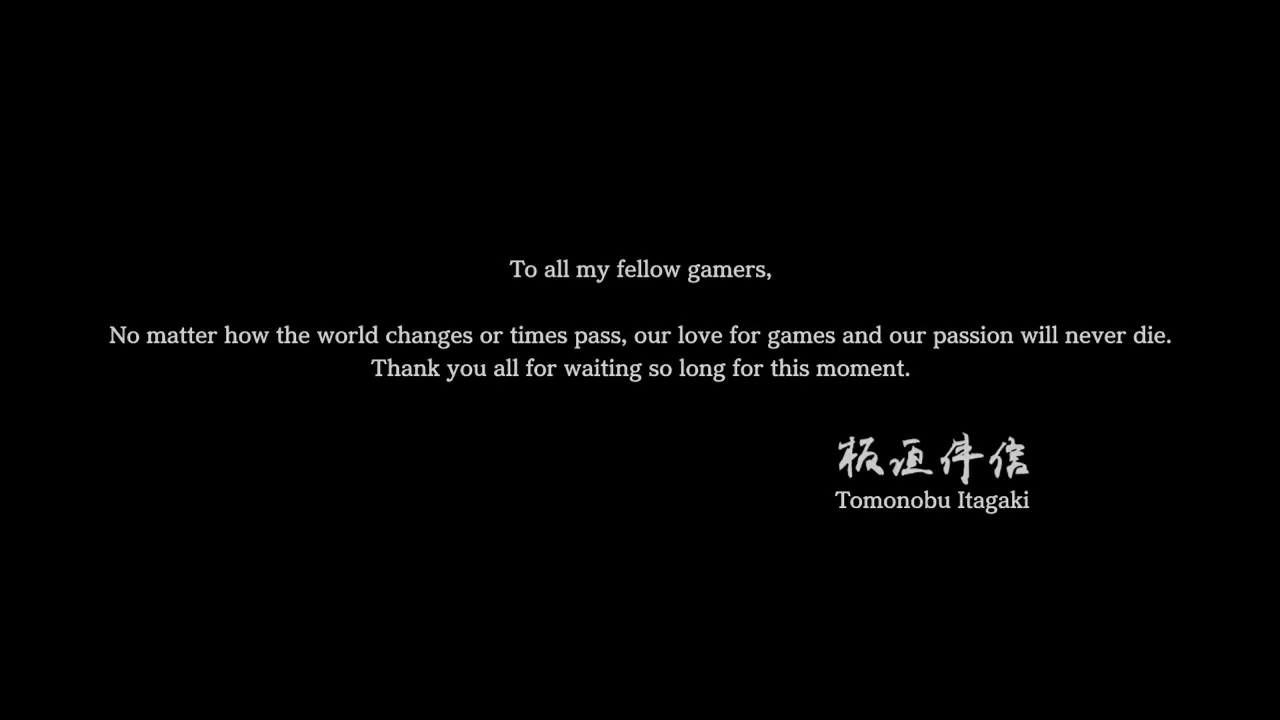 To all my fellow gamers,
No matter how the world changes or times pass, our love for games and our passion will never die.
Thank you all for waiting so long for this moment.
板垣伴信
Tomonobu Itagaki